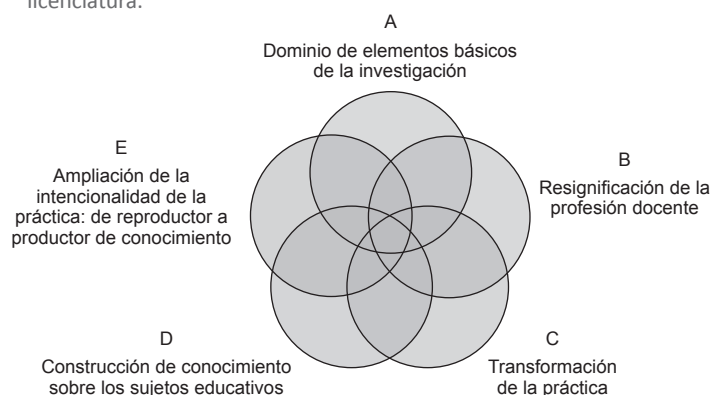 licenciatura.
A
Dominio de elementos básicos
de la investigación
E
Ampliación de la
intencionalidad de la
práctica: de reproductor a
productor de conocimiento
B
Resignificación de la
profesión docente
D
Construcción de conocimiento
sobre los sujetos educativos
C
Transformación
de la práctica